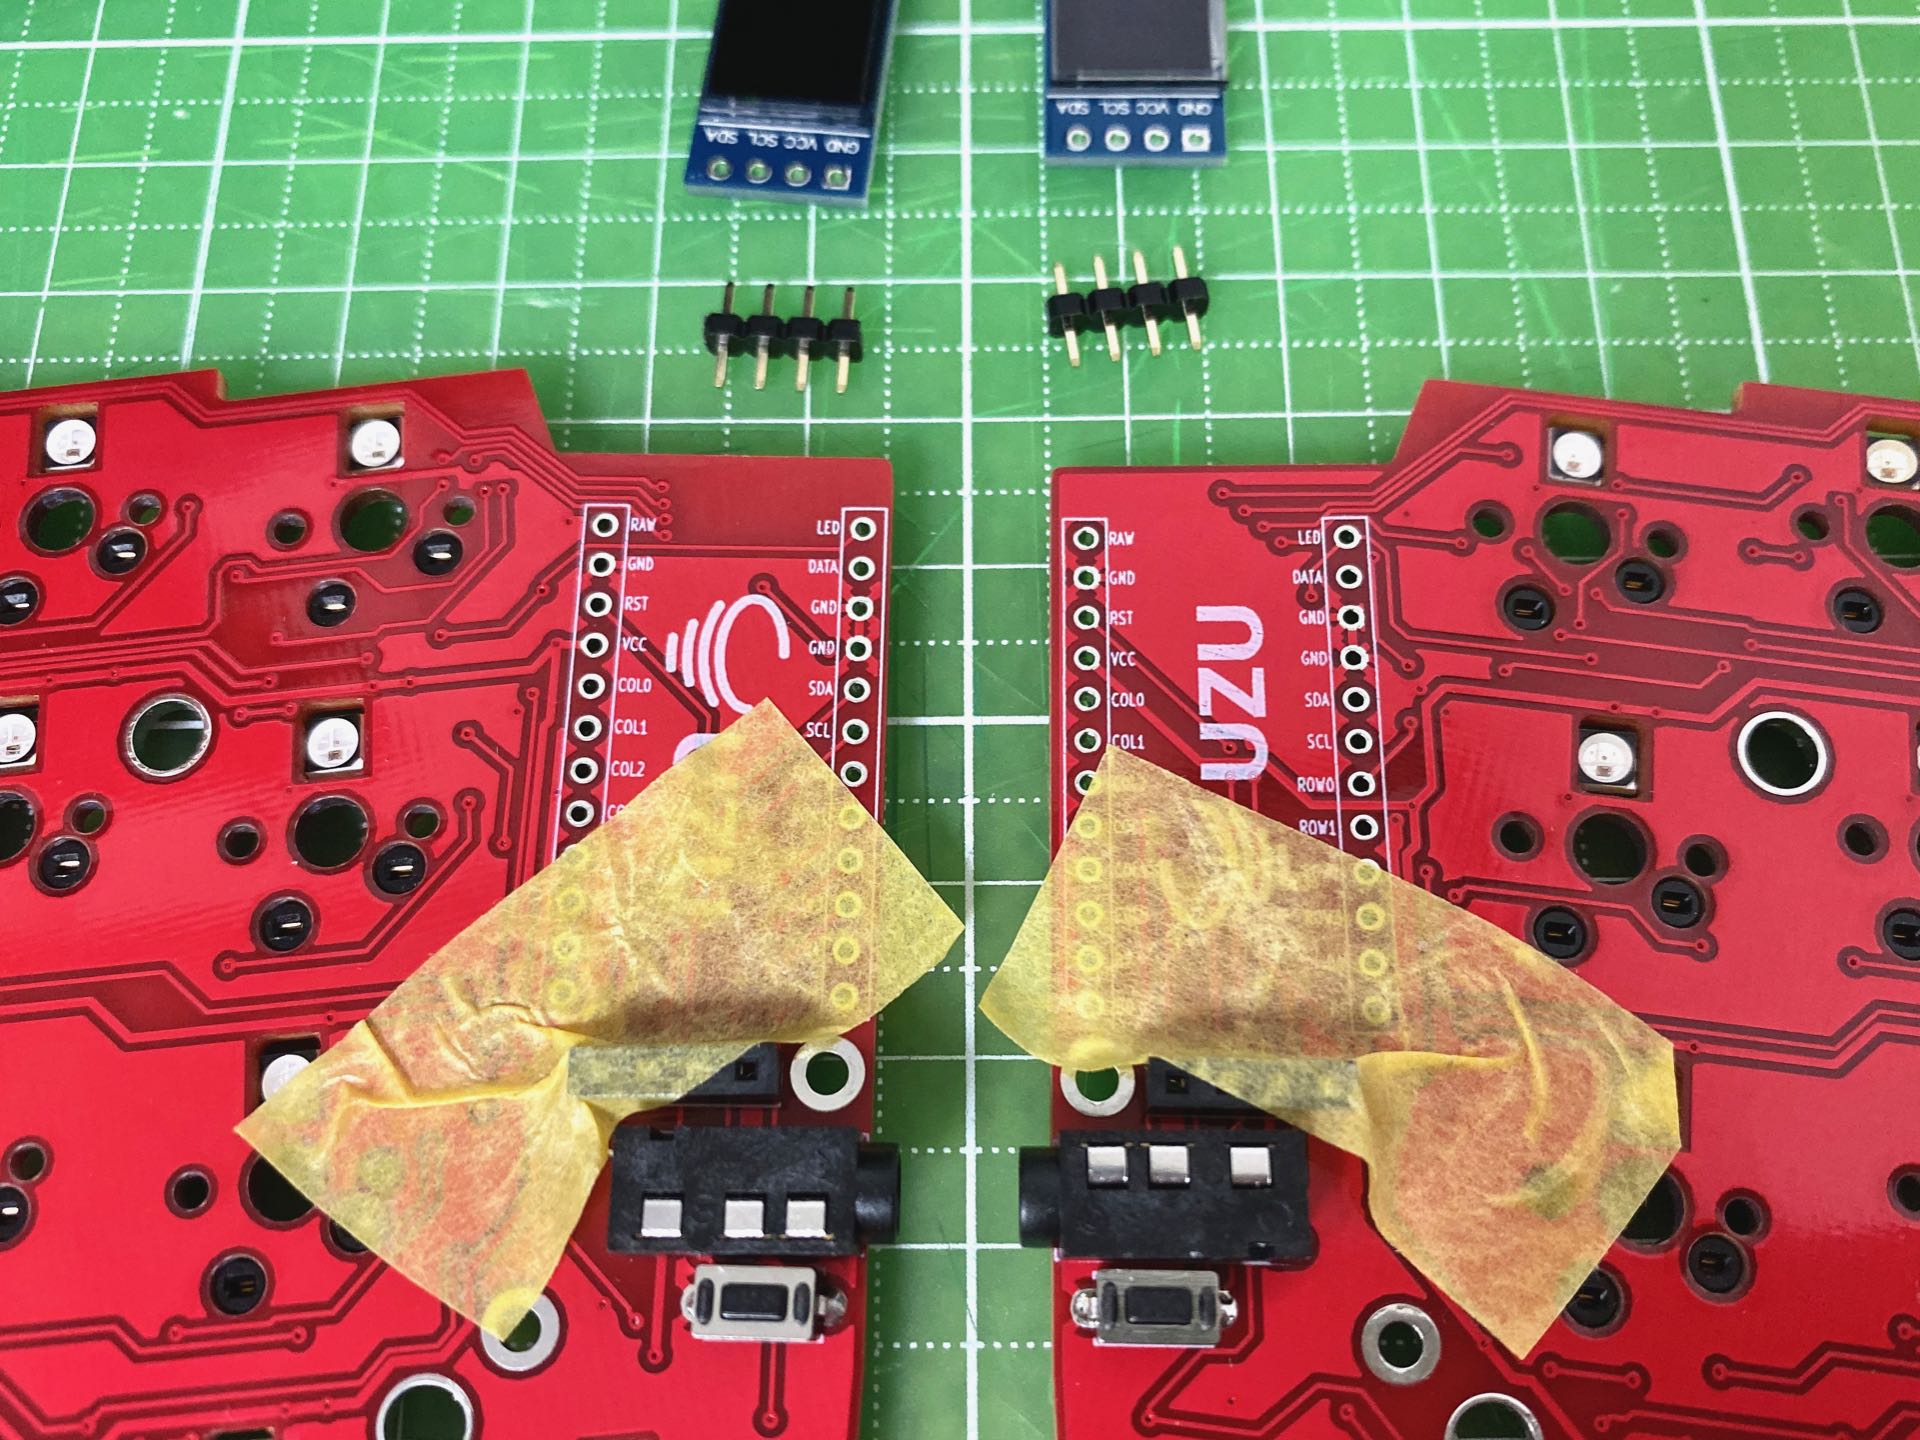 SDA SCL VCC GND
SDA SCL VCC GND
RAW
GND
RST
VCC
COL0
COL1
COL2
LED
DATA
GND
GND
SDA
SCL
RAW
GND
RST
VCC
COL0
COL1
UZU
LED
DATA
GND
GND
SDA
SCL
ROW0
ROW1